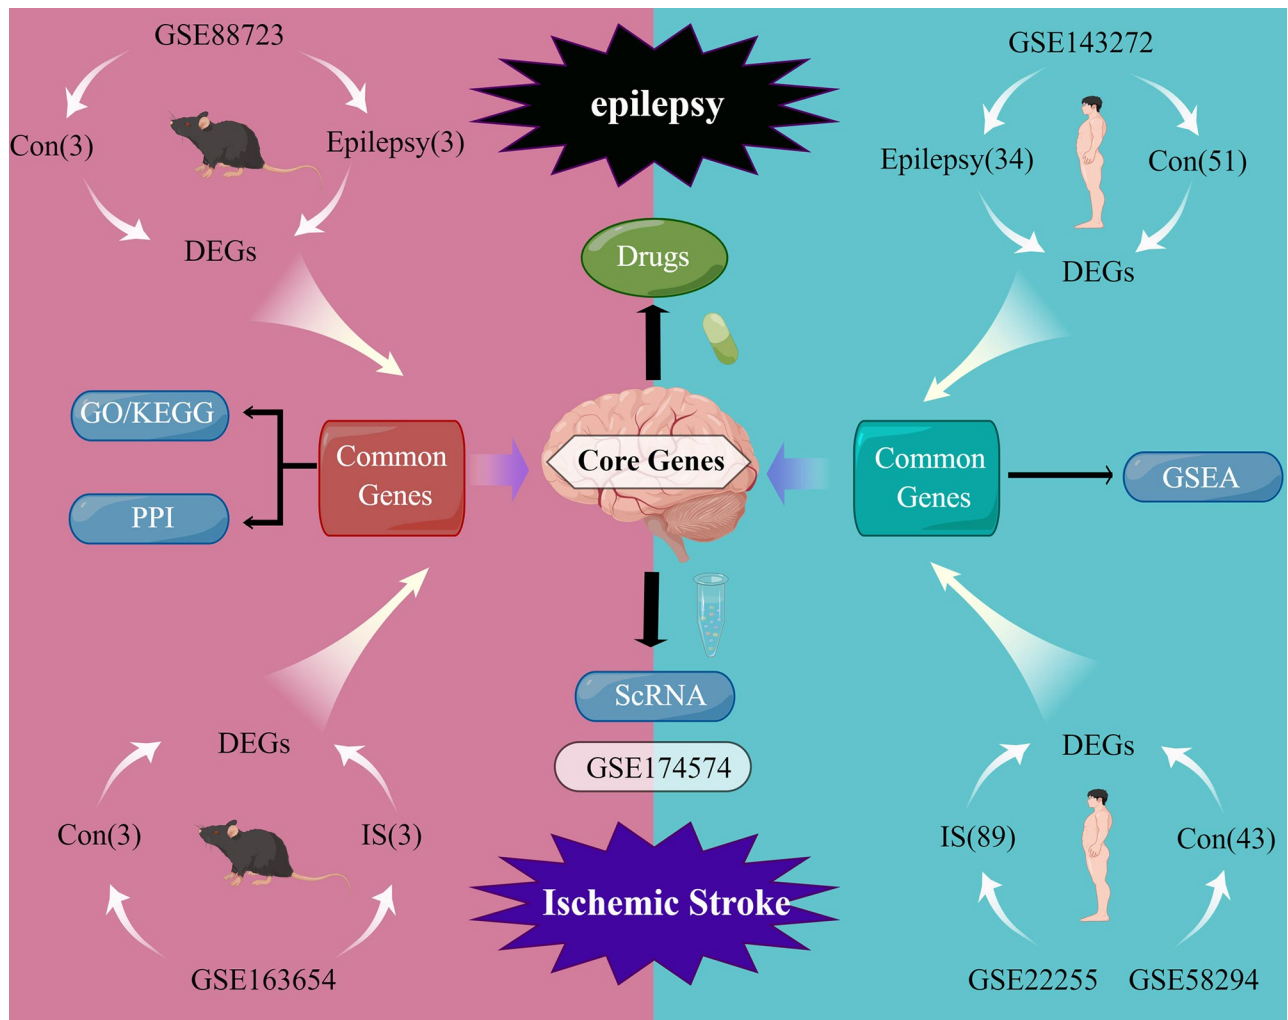 GSE88723
Con(3)
Epilepsy(3)
DEGs
epilepsy
GSE143272
Epilepsy(34)
Con(51)
DEGs
Drugs
GO/KEGG
PPI
Common
Genes
Core Genes
Common
Genes
GSEA
ScRNA
GSE174574
DEGs
Con(3)
IS(3)
GSE163654
Ischemic Stroke
DEGs
IS(89)
Con(43)
GSE22255
GSE58294